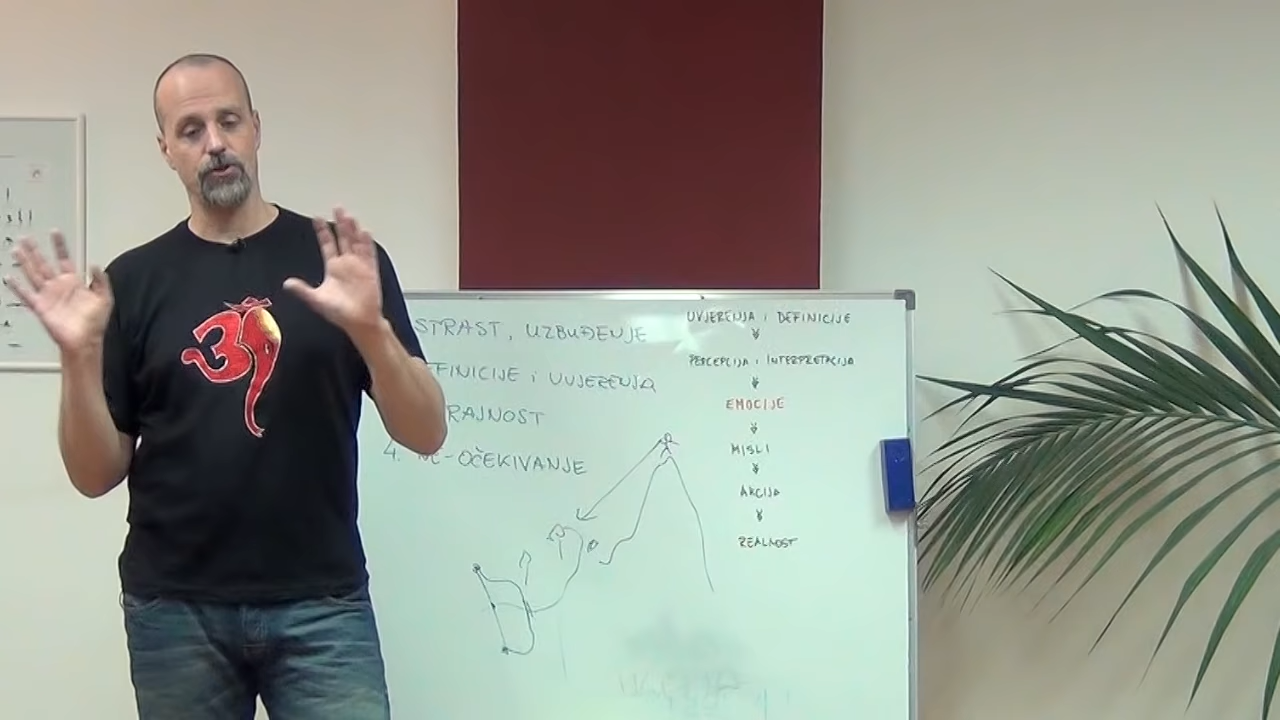 STRAST, UZBUĐENJE
FINICIJE i UVJERENJA
RAJNOST
4. NE-OČEKIVANJE
UVJERENJA i DEFINICIJE
PERCEPCIJA i INTERPRETACIJA
EMOCIJE
MISLI
AKCIJA
REALNOST